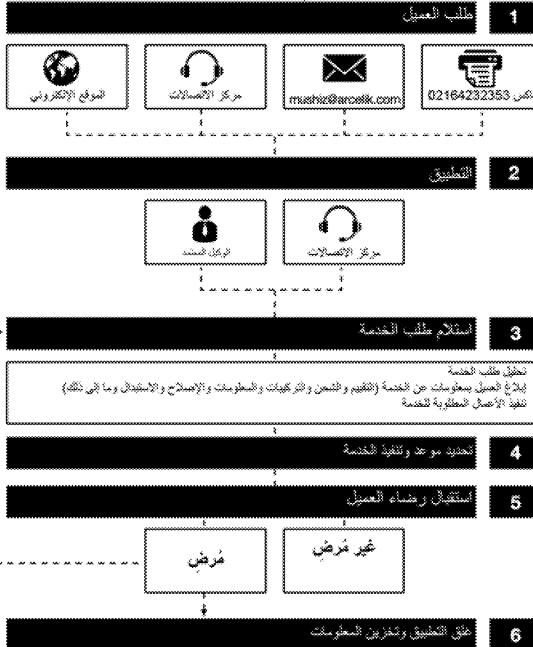 1 طلب العميل
فاكس 02164232353
mushiz@arcelik.com
مركز الاتصالات
الموقع الإلكتروني
2 التطبيق
مركز الاتصالات
الوكيل المعتمد
3 استلام طلب الخدمة
تحليل طلب الخدمة
إبلاغ العميل بمعلومات عن الخدمة (التقييم والشحن والتركيبات والمعلومات والإصلاح والاستبدال وما إلى ذلك)
تنفيذ الأعمال المطلوبة للخدمة
4 تحديد موعد وتنفيذ الخدمة
5 استقبال رضاء العميل
غير مُرضٍ
مُرضٍ
6 غلق التطبيق وتخزين المعلومات